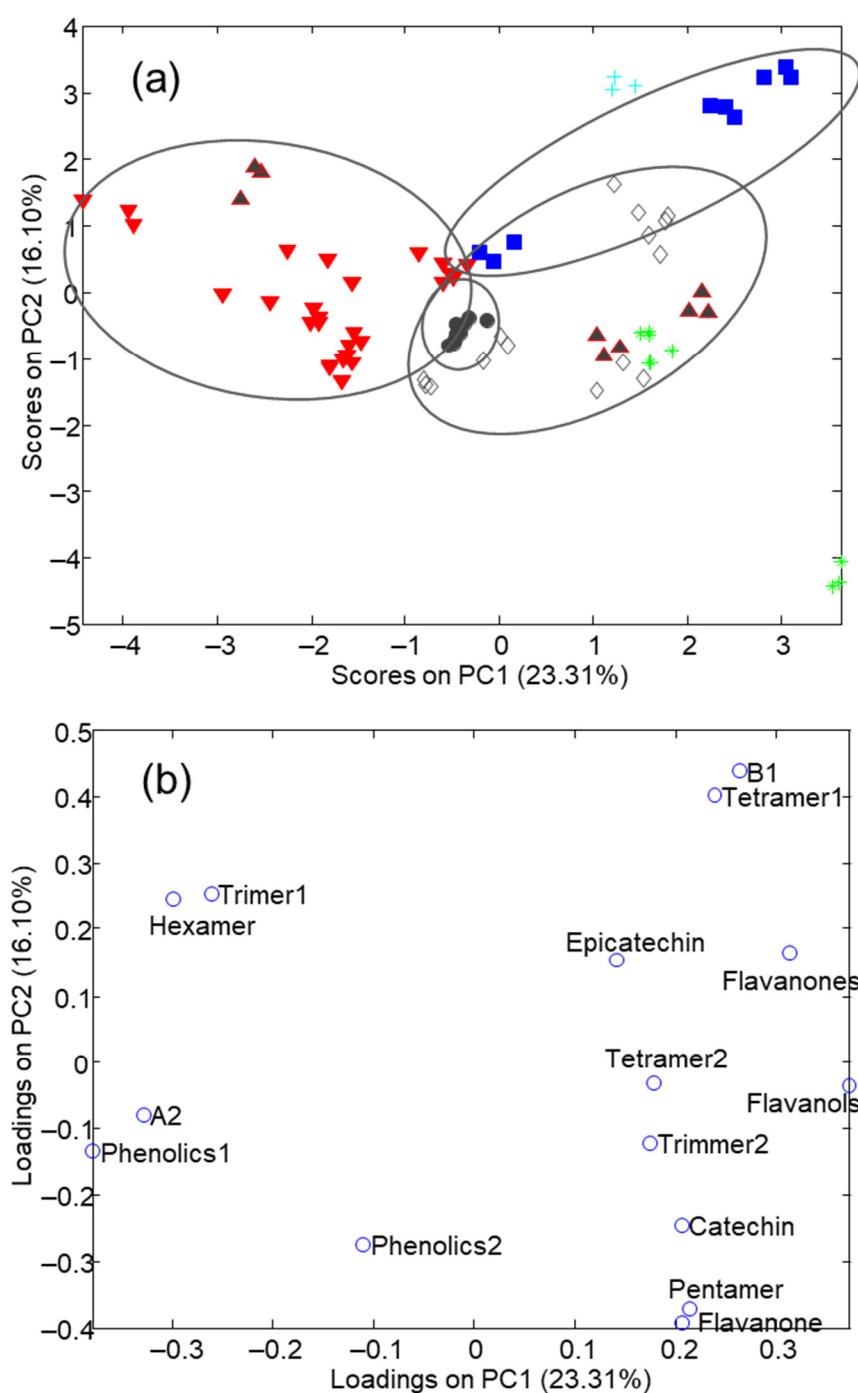 (a)
4
3
2
1
0
–1
–2
–3
–4
–5
Scores on PC2 (16.10%)
–4 –3 –2 –1 0 1 2 3
Scores on PC1 (23.31%)
(b)
0.5
0.4
0.3
0.2
0.1
0
–0.1
–0.2
–0.3
–0.4
Loadings on PC2 (16.10%)
B1
Tetramer1
Trimer1
Hexamer
Epicatechin
Flavanones
Tetramer2
Flavanols
A2
Trimmer2
Phenolics1
Catechin
Phenolics2
Pentamer
Flavanone
–0.3 –0.2 –0.1 0 0.1 0.2 0.3
Loadings on PC1 (23.31%)